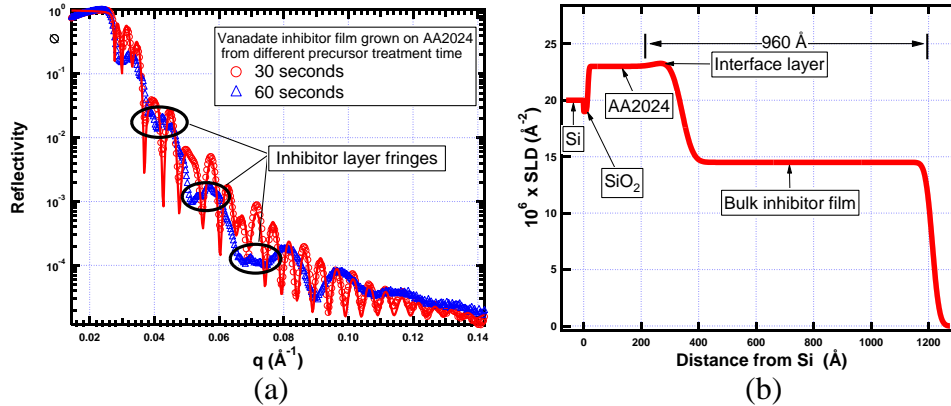 (a)
(b)
10⁰
10⁻¹
10⁻²
10⁻³
10⁻⁴
Reflectivity
Vanadate inhibitor film grown on AA2024
from different precursor treatment time
30 seconds
60 seconds
Inhibitor layer fringes
0.02
0.04
0.06
0.08
0.10
0.12
0.14
q (Å⁻¹)
(a)
(b)
25
20
15
10
5
0
10⁶ x SLD (Å⁻²)
960 Å
Interface layer
AA2024
Si
SiO₂
Bulk inhibitor film
0
200
400
600
800
1000
1200
Distance from Si (Å)